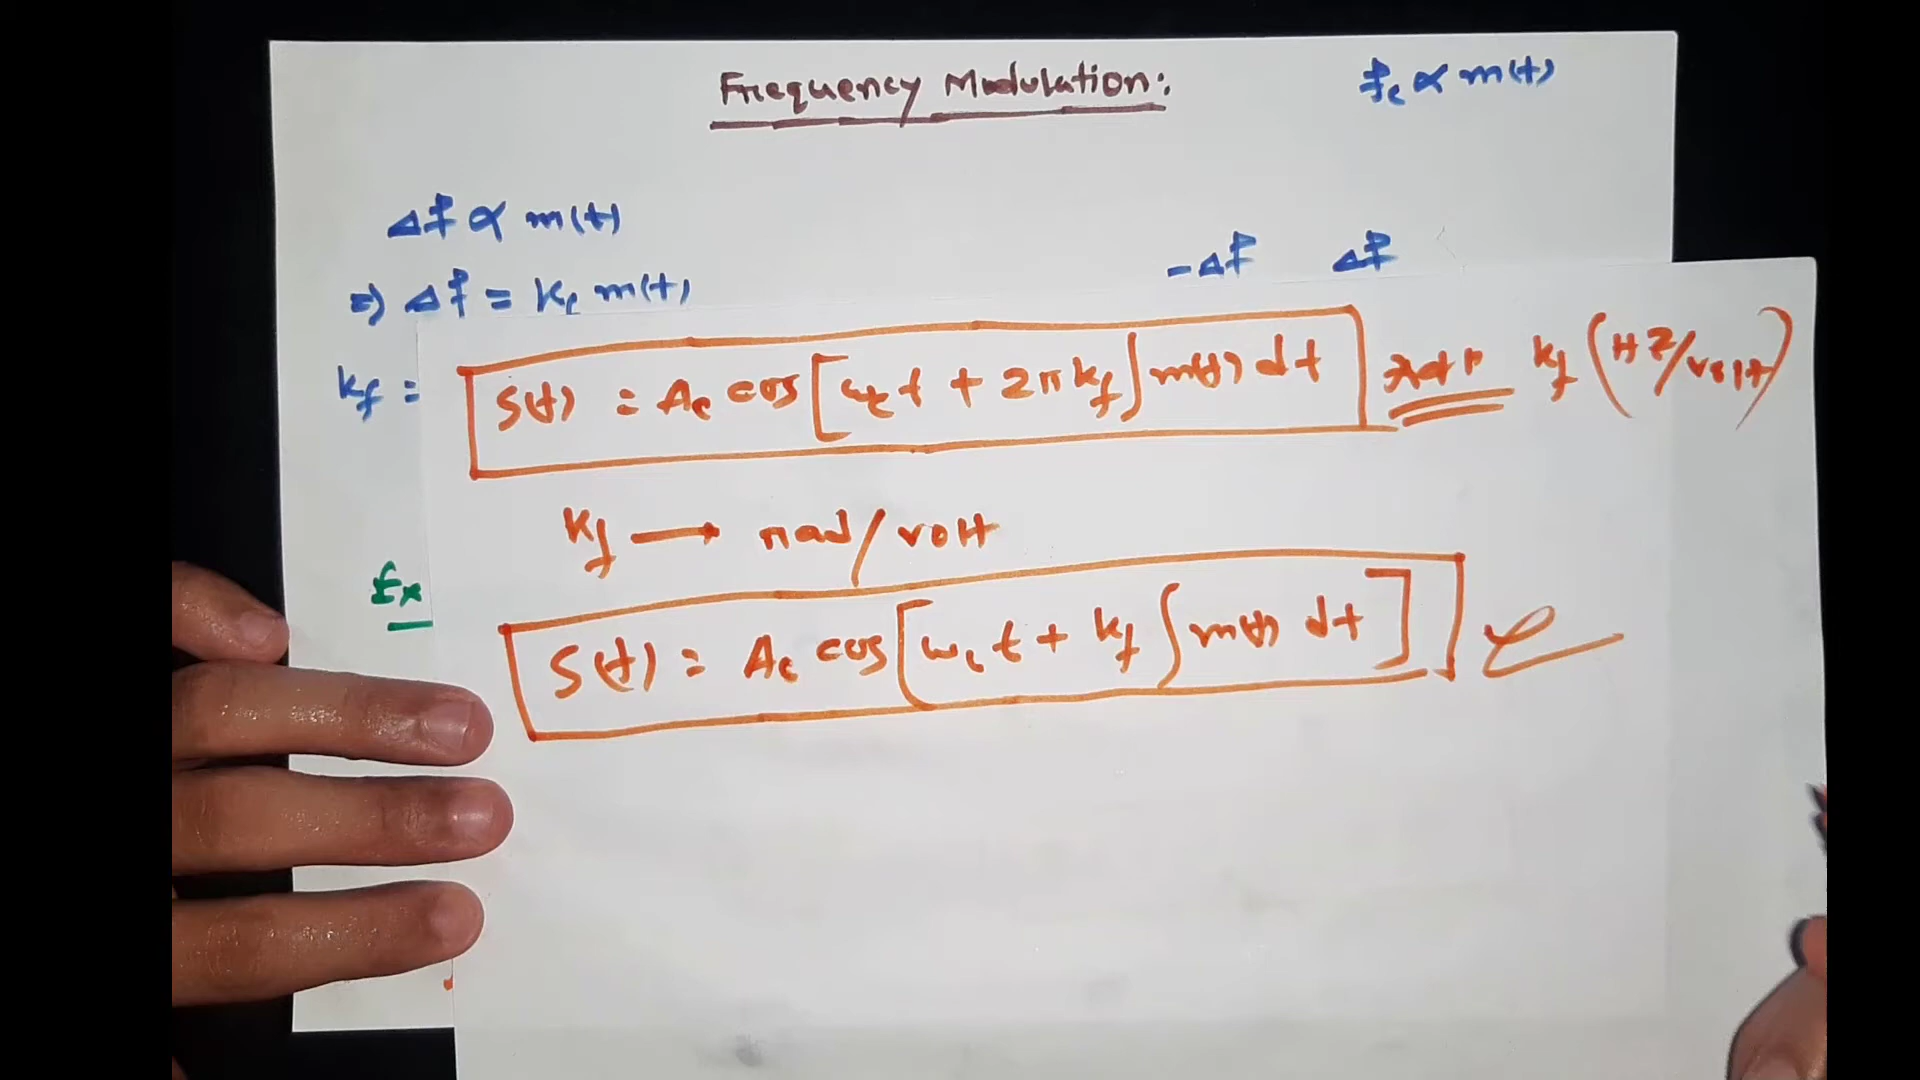 Frequency Modulation:
fc ∝ m(t)
Δf ∝ m(t)
⇒ Δf = kf m(t)
-Δf Δf
kf =
S(t) = Ac cos[ωct + 2πkf∫m(t) dt kf (HZ/volt)
kf → rad/volt
Ex
S(t) = Ac cos[ωct + kf∫m(t) dt]